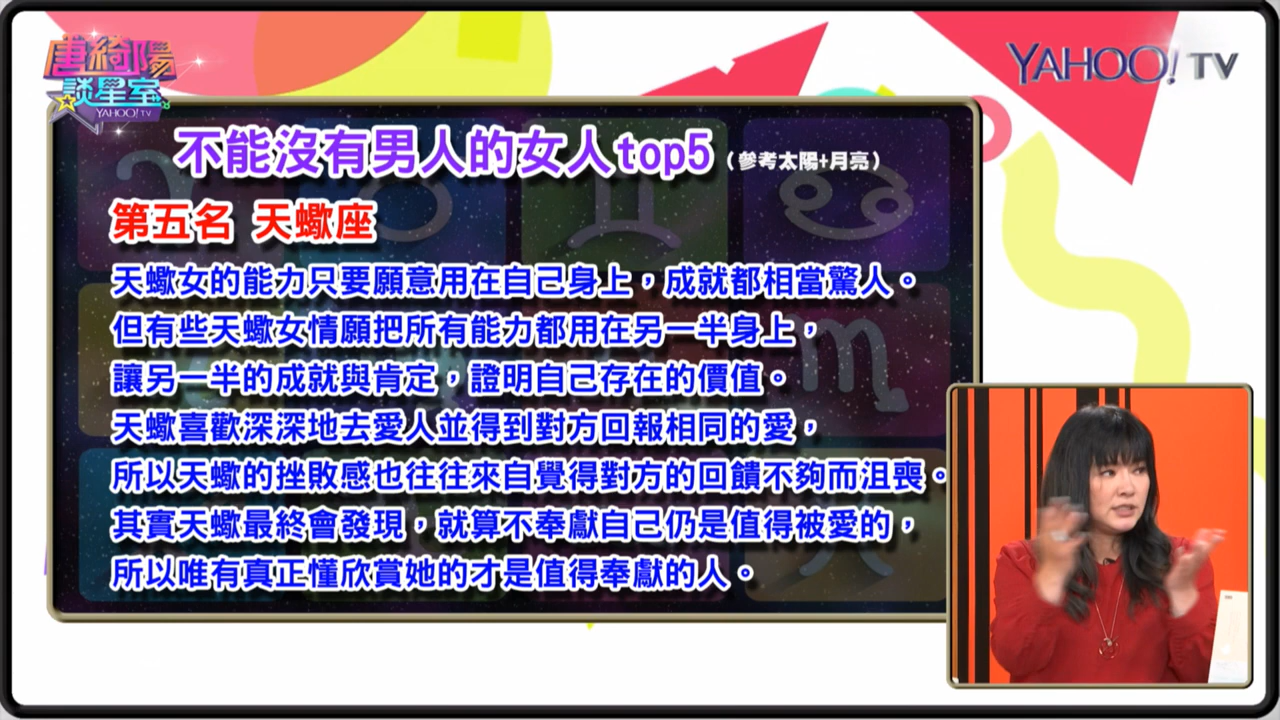 唐綺陽
談星室
YAHOO! TV
YAHOO! TV
不能沒有男人的女人top5(參考太陽+月亮)
第五名 天蠍座
天蠍女的能力只要願意用在自己身上，成就都相當驚人。
但有些天蠍女情願把所有能力都用在另一半身上，
讓另一半的成就與肯定，證明自己存在的價值。
天蠍喜歡深深地去愛人並得到對方回報相同的愛，
所以天蠍的挫敗感也往往來自覺得對方的回饋不夠而沮喪。
其實天蠍最終會發現，就算不奉獻自己仍是值得被愛的，
所以唯有真正懂欣賞她的才是值得奉獻的人。